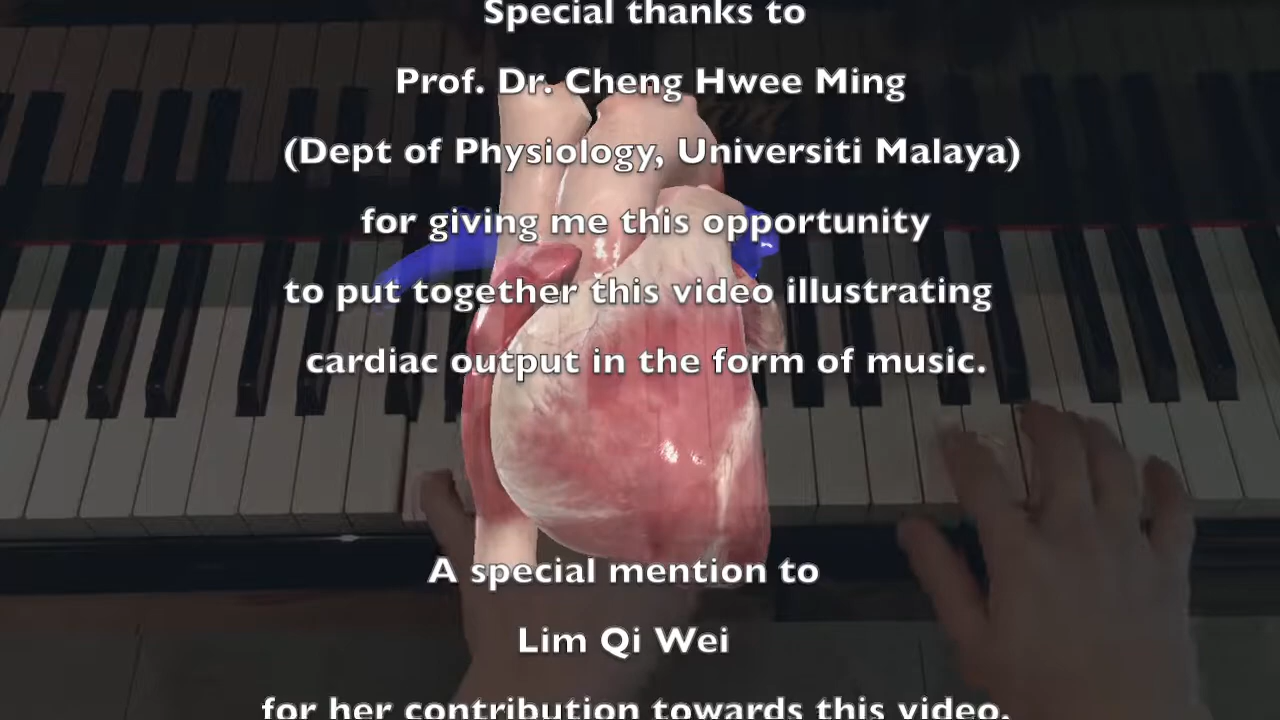 Special thanks to
Prof. Dr. Cheng Hwee Ming
(Dept of Physiology, Universiti Malaya)
for giving me this opportunity
to put together this video illustrating
cardiac output in the form of music.
A special mention to
Lim Qi Wei
for her contribution towards this video.